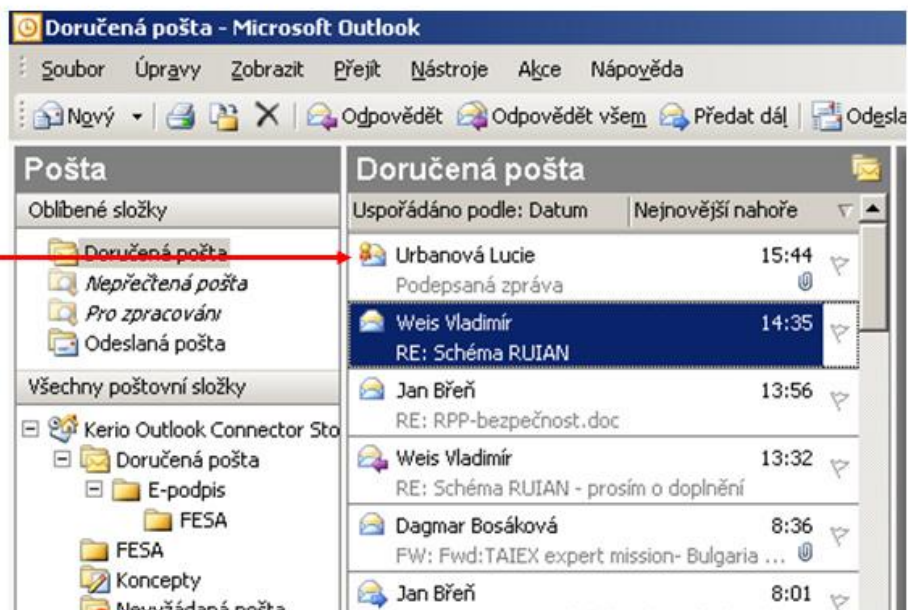 Doručená pošta - Microsoft Outlook
Soubor Úpravy Zobrazit Přejít Nástroje Akce Nápověda
Nový Odpovědět Odpovědět všem Předat dál Odesla
Pošta
Oblíbené složky
Doručená pošta
Nepřečtená pošta
Pro zpracování
Odeslaná pošta
Všechny poštovní složky
Kerio Outlook Connector Sto
Doručená pošta
E-podpis
FESA
FESA
Koncepty
Nevyžádaná pošta
Doručená pošta
Uspořádáno podle: Datum Nejnovější nahoře
Urbanová Lucie 15:44
Podepsaná zpráva
Weis Vladimír 14:35
RE: Schéma RUIAN
Jan Břeň 13:56
RE: RPP-bezpečnost.doc
Weis Vladimír 13:32
RE: Schéma RUIAN - prosím o doplnění
Dagmar Bosáková 8:36
FW: Fwd:TAIEX expert mission- Bulgaria ...
Jan Břeň 8:01